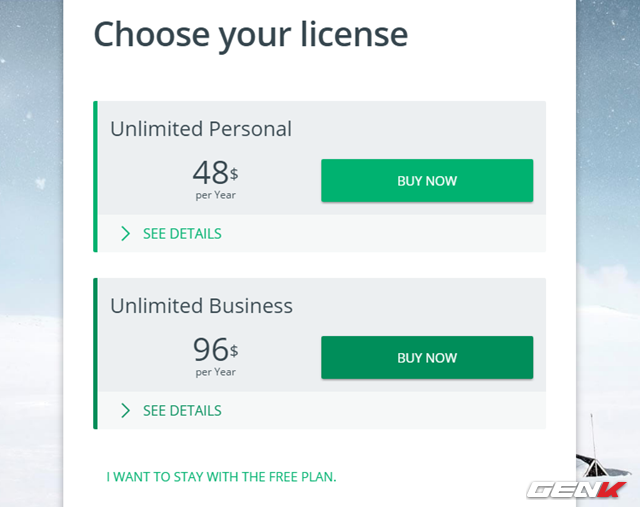 Choose your license
Unlimited Personal
48$
per Year
BUY NOW
SEE DETAILS
Unlimited Business
96$
per Year
BUY NOW
SEE DETAILS
I WANT TO STAY WITH THE FREE PLAN.
GENK